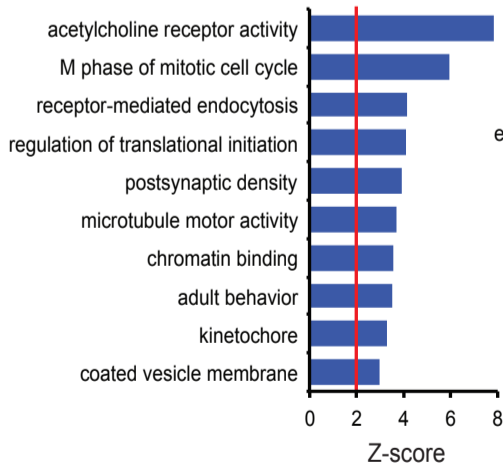 acetylcholine receptor activity
M phase of mitotic cell cycle
receptor-mediated endocytosis
e
regulation of translational initiation
postsynaptic density
microtubule motor activity
chromatin binding
adult behavior
kinetochore
coated vesicle membrane
0 2 4 6 8
Z-score